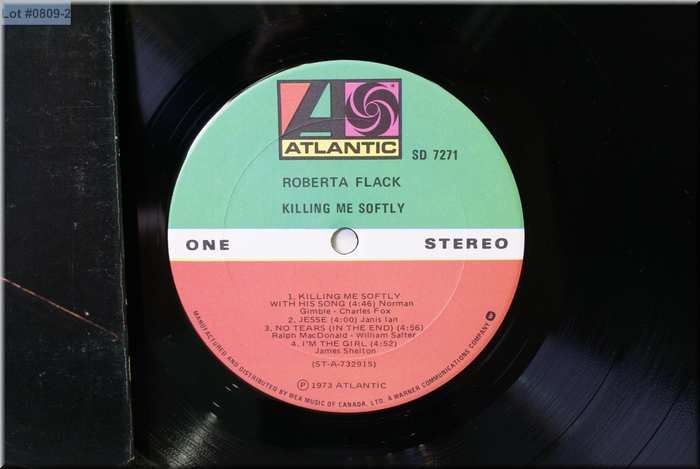 Lot #0809-2
ATLANTIC
SD 7271
ROBERTA FLACK
KILLING ME SOFTLY
ONE
STEREO
1. KILLING ME SOFTLY
WITH HIS SONG (4:46) Norman
Gimble - Charles Fox
2. JESSE (4:00) Janis Ian
3. NO TEARS (IN THE END) (4:56)
Ralph MacDonald - William Salter
4. I'M THE GIRL (4:52)
James Shelton
(ST-A-732915)
Ⓟ 1973 ATLANTIC
MANUFACTURED AND DISTRIBUTED BY WEA MUSIC OF CANADA, LTD. A WARNER COMMUNICATIONS COMPANY